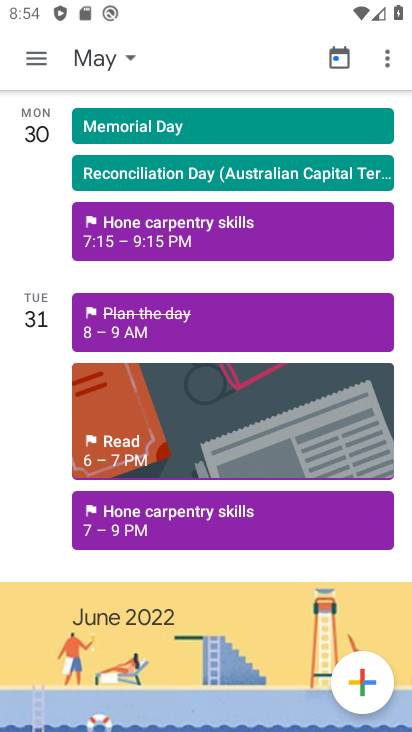 8:54
May
MON
30
Memorial Day
Reconciliation Day (Australian Capital Ter...
Hone carpentry skills
7:15 – 9:15 PM
TUE
31
Plan the day
8 – 9 AM
Read
6 – 7 PM
Hone carpentry skills
7 – 9 PM
June 2022